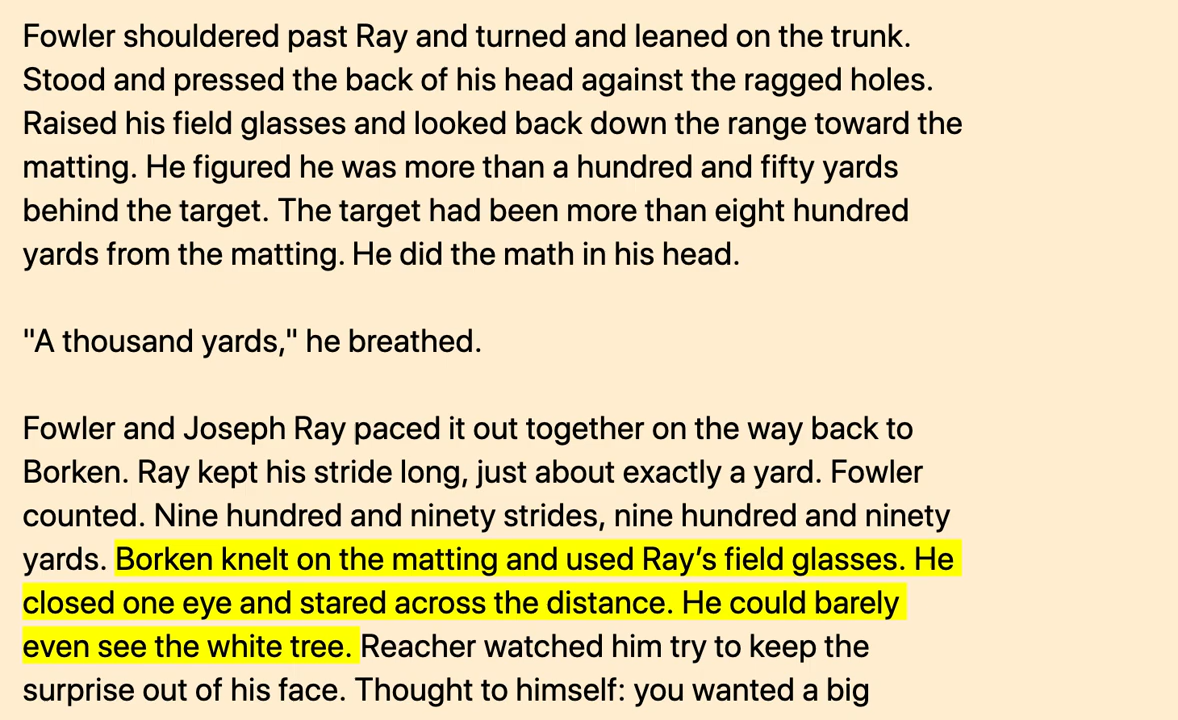 Fowler shouldered past Ray and turned and leaned on the trunk.
Stood and pressed the back of his head against the ragged holes.
Raised his field glasses and looked back down the range toward the
matting. He figured he was more than a hundred and fifty yards
behind the target. The target had been more than eight hundred
yards from the matting. He did the math in his head.
"A thousand yards," he breathed.
Fowler and Joseph Ray paced it out together on the way back to
Borken. Ray kept his stride long, just about exactly a yard. Fowler
counted. Nine hundred and ninety strides, nine hundred and ninety
yards. Borken knelt on the matting and used Ray’s field glasses. He
closed one eye and stared across the distance. He could barely
even see the white tree. Reacher watched him try to keep the
surprise out of his face. Thought to himself: you wanted a big